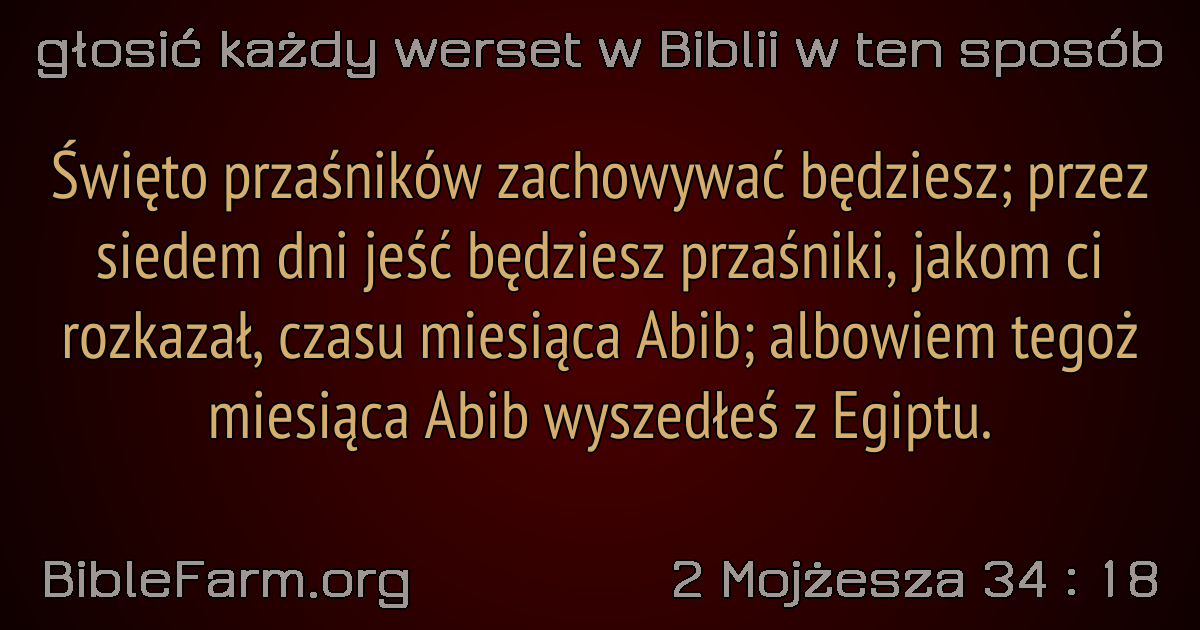 głosić każdy werset w Biblii w ten sposób
Święto przaśników zachowywać będziesz; przez
siedem dni jeść będziesz przaśniki, jakom ci
rozkazał, czasu miesiąca Abib; albowiem tegoż
miesiąca Abib wyszedłeś z Egiptu.
BibleFarm.org
2 Mojżesza 34 : 18